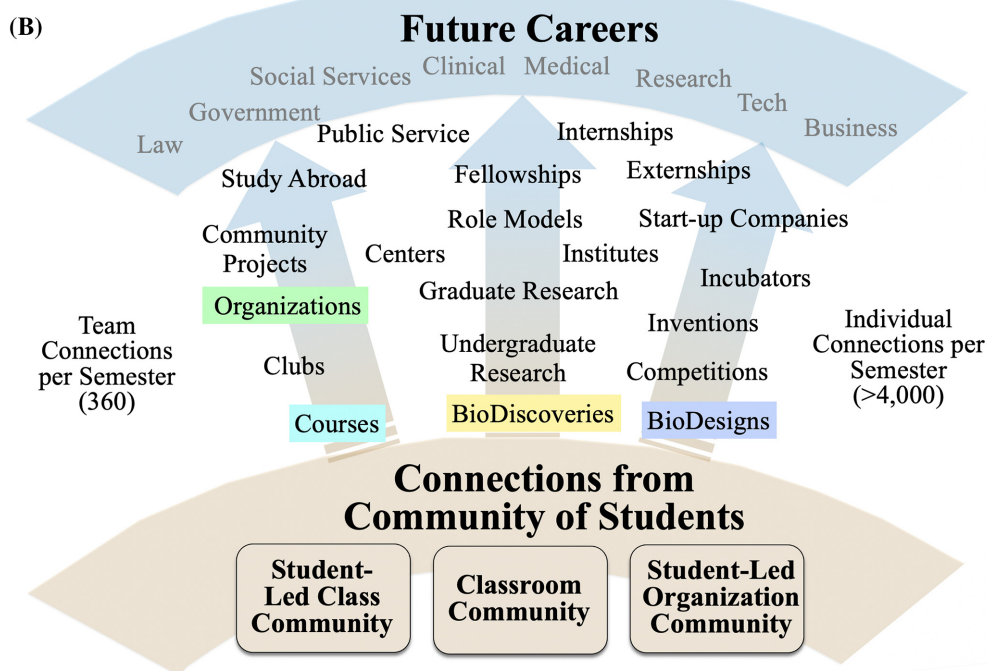 (B)
Future Careers
Social Services
Clinical
Medical
Research
Government
Tech
Law
Business
Public Service
Internships
Study Abroad
Fellowships
Externships
Role Models
Start-up Companies
Community
Projects
Centers
Institutes
Incubators
Graduate Research
Organizations
Inventions
Team
Connections
per Semester
(360)
Individual
Connections per
Semester
(>4,000)
Clubs
Undergraduate
Research
Competitions
Courses
BioDiscoveries
BioDesigns
Connections from
Community of Students
Student-
Led Class
Community
Classroom
Community
Student-Led
Organization
Community